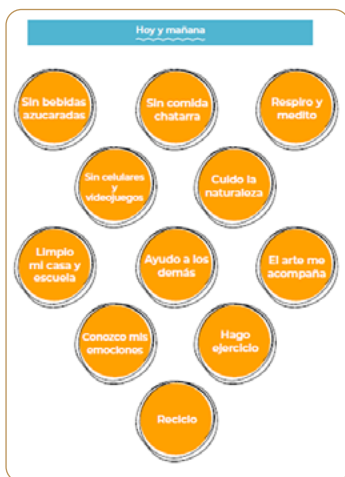 Hoy y mañana
Sin bebidas
azucaradas
Sin comida
chatarra
Respiro y
medito
Sin celulares
y
videojuegos
Cuido la
naturaleza
Limpio
mi casa y
escuela
Ayudo a los
demás
El arte me
acompaña
Conozco mis
emociones
Hago
ejercicio
Reciclo